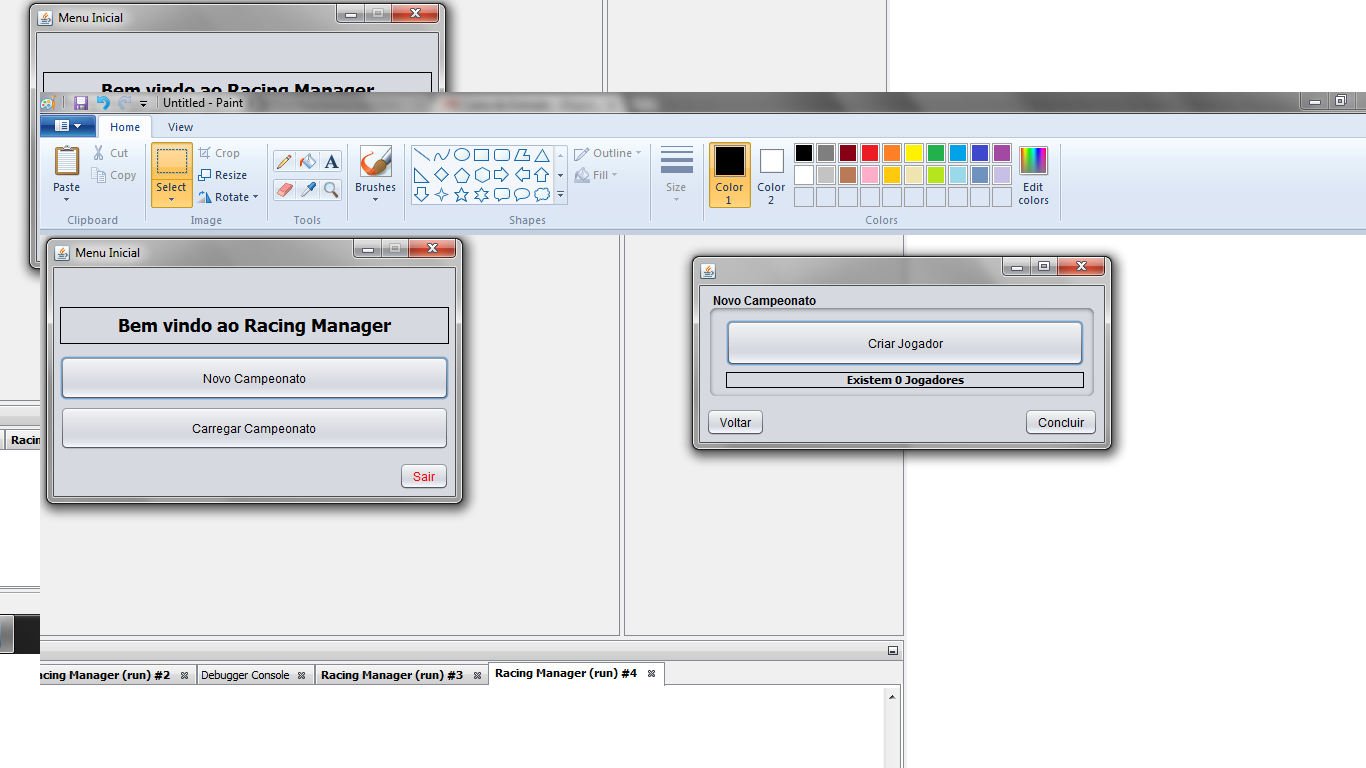 Menu Inicial
Bem vindo ao Racing Manager
Untitled - Paint
Home View
Paste
Cut
Copy
Clipboard
Select
Crop
Resize
Rotate
Image
A
Tools
Brushes
Outline
Fill
Shapes
Size
Color 1
Color 2
Edit colors
Colors
Menu Inicial
Bem vindo ao Racing Manager
Novo Campeonato
Carregar Campeonato
Sair
Novo Campeonato
Criar Jogador
Existem 0 Jogadores
Voltar Concluir
Racin
cing Manager (run) #2 Debugger Console Racing Manager (run) #3 Racing Manager (run) #4